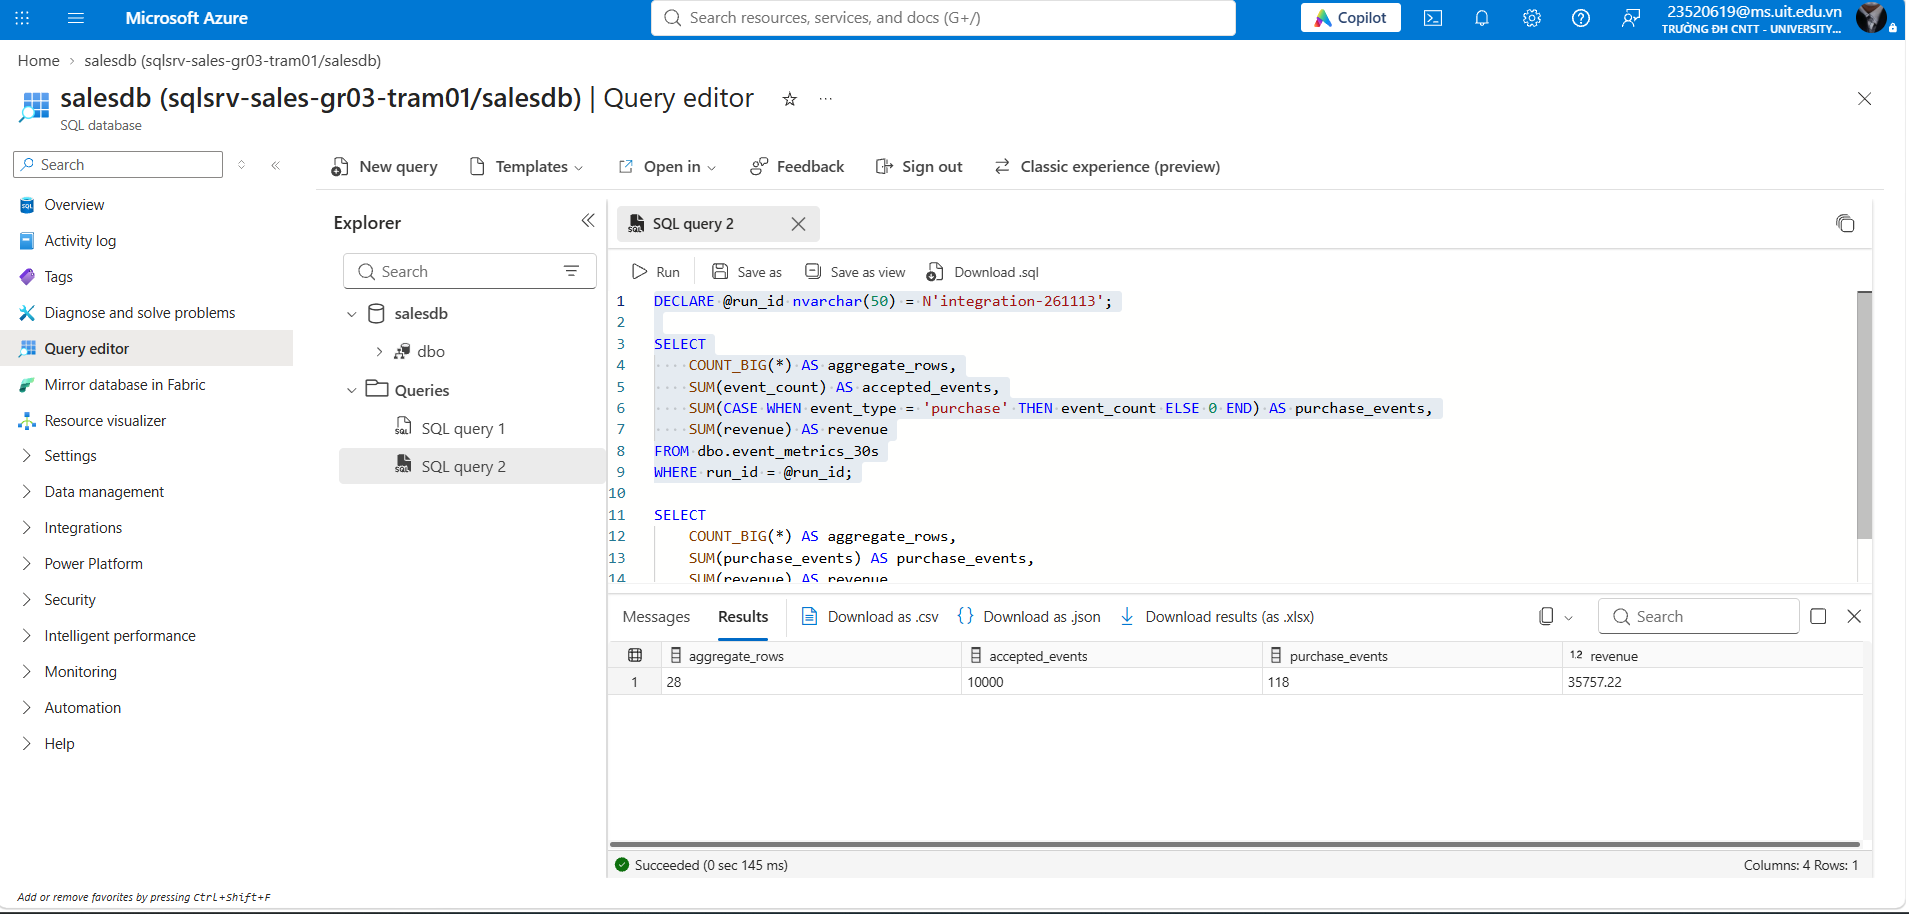 Microsoft Azure
Search resources, services, and docs (G+/)
Copilot
23520619@ms.uit.edu.vn
TRƯỜNG ĐH CNTT - UNIVERSITY...
Home › salesdb (sqlsrv-sales-gr03-tram01/salesdb)
salesdb (sqlsrv-sales-gr03-tram01/salesdb) | Query editor
SQL database
Search
Overview
Activity log
Tags
Diagnose and solve problems
Query editor
Mirror database in Fabric
Resource visualizer
Settings
Data management
Integrations
Power Platform
Security
Intelligent performance
Monitoring
Automation
Help
Add or remove favorites by pressing Ctrl+Shift+F
New query Templates Open in Feedback Sign out Classic experience (preview)
Explorer
Search
salesdb
dbo
Queries
SQL query 1
SQL query 2
SQL query 2
Run Save as Save as view Download .sql
1 DECLARE @run_id nvarchar(50) = N'integration-261113';
2
3 SELECT
4 COUNT_BIG(*) AS aggregate_rows,
5 SUM(event_count) AS accepted_events,
6 SUM(CASE WHEN event_type = 'purchase' THEN event_count ELSE 0 END) AS purchase_events,
7 SUM(revenue) AS revenue
8 FROM dbo.event_metrics_30s
9 WHERE run_id = @run_id;
10
11 SELECT
12 COUNT_BIG(*) AS aggregate_rows,
13 SUM(purchase_events) AS purchase_events,
14 SUM(revenue) AS revenue
Messages Results Download as .csv Download as .json Download results (as .xlsx) Search
aggregate_rows accepted_events purchase_events 1.2 revenue
1 28 10000 118 35757.22
Succeeded (0 sec 145 ms)
Columns: 4 Rows: 1